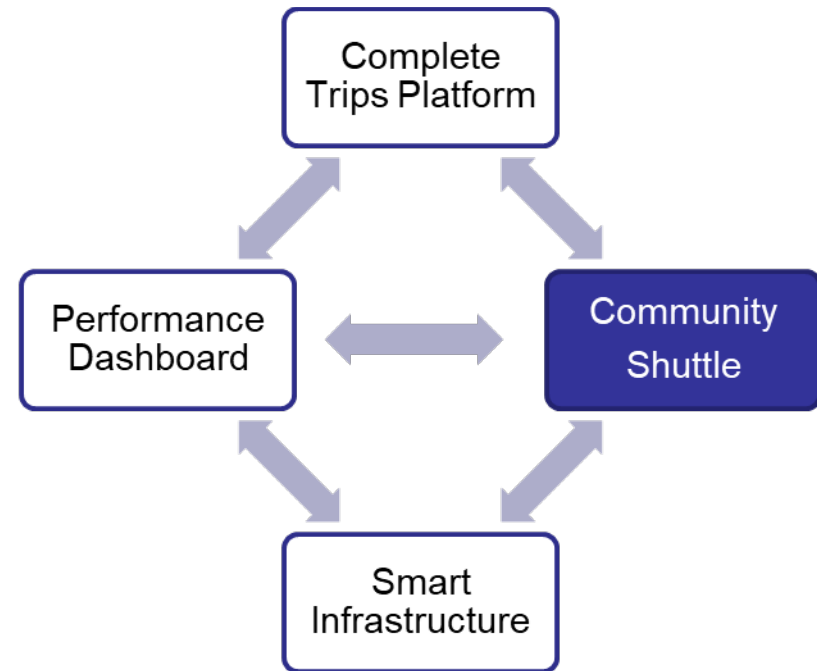 Complete
Trips Platform
Performance
Dashboard
Community
Shuttle
Smart
Infrastructure